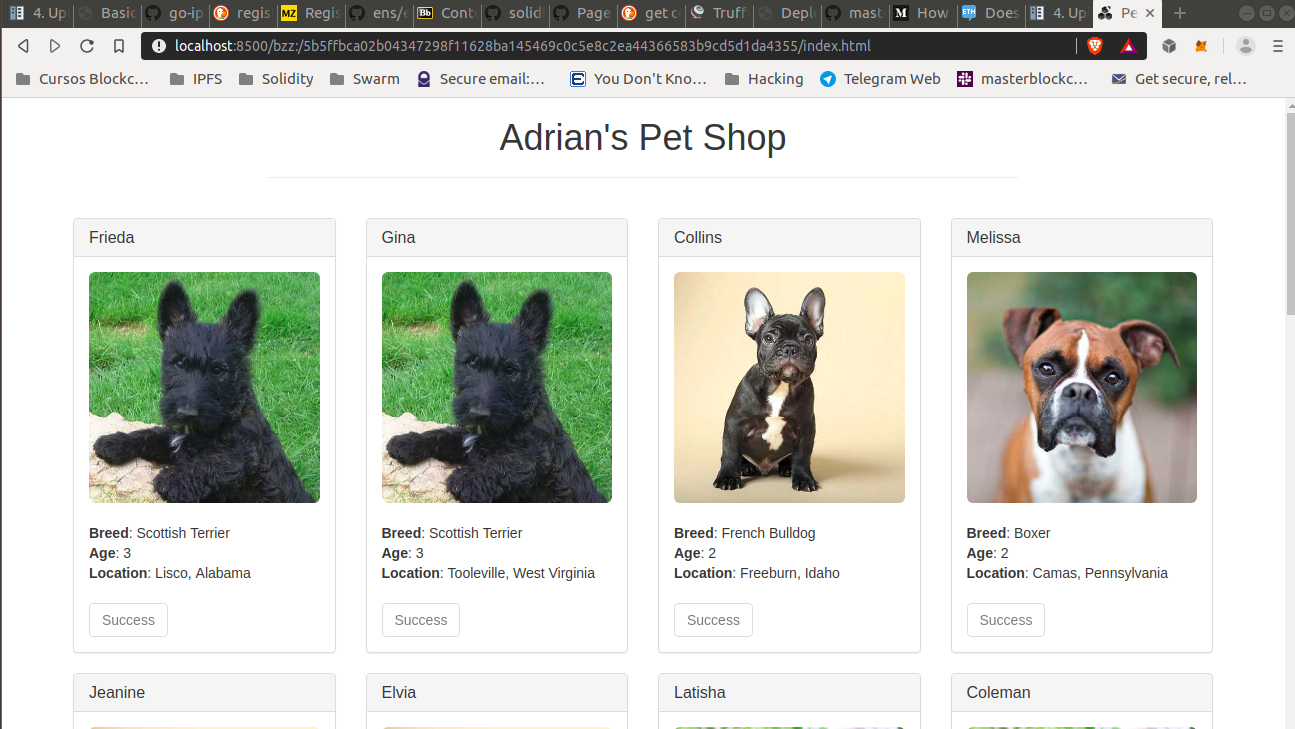 4. Up Basic go-ip regis Regis ens/e Cont solidi Page get co Truff Deplo mast How Does 4. Up Pe
localhost:8500/bzz:/5b5ffbca02b04347298f11628ba145469c0c5e8c2ea44366583b9cd5d1da4355/index.html
Cursos Blockc… IPFS Solidity Swarm Secure email:… You Don't Kno… Hacking Telegram Web masterblockc… Get secure, rel…
Adrian's Pet Shop
Frieda
Breed: Scottish Terrier
Age: 3
Location: Lisco, Alabama
Success
Gina
Breed: Scottish Terrier
Age: 3
Location: Tooleville, West Virginia
Success
Collins
Breed: French Bulldog
Age: 2
Location: Freeburn, Idaho
Success
Melissa
Breed: Boxer
Age: 2
Location: Camas, Pennsylvania
Success
Jeanine
Elvia
Latisha
Coleman